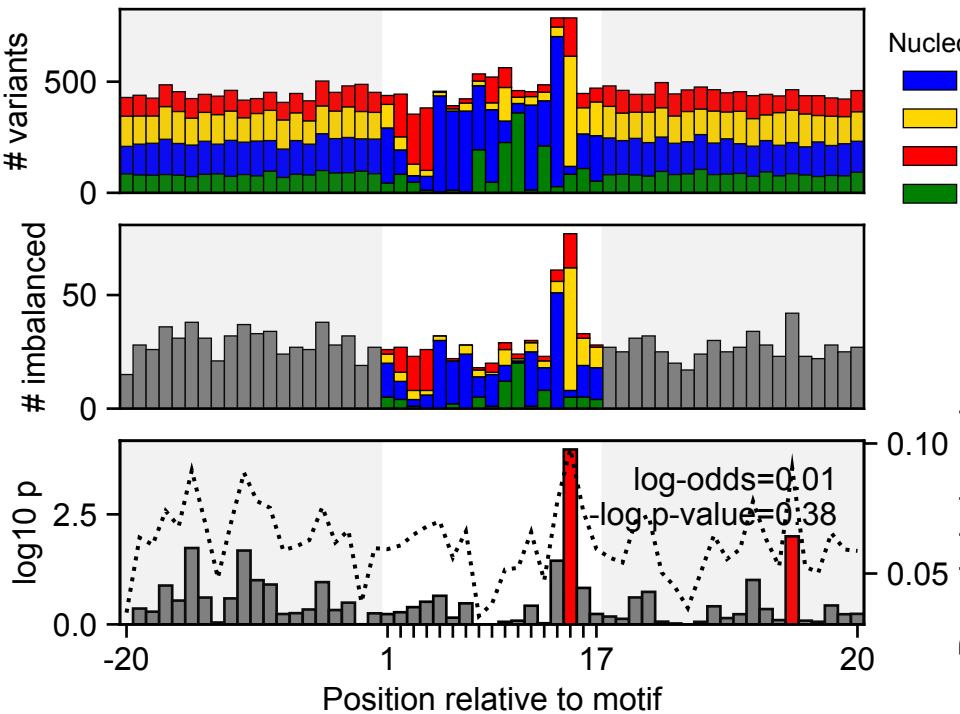 # variants
500
0
Nucleo
# imbalanced
50
0
log10 p
2.5
0.0
log-odds=0.01
-log p-value=0.38
0.10
0.05
-20
1
17
20
Position relative to motif